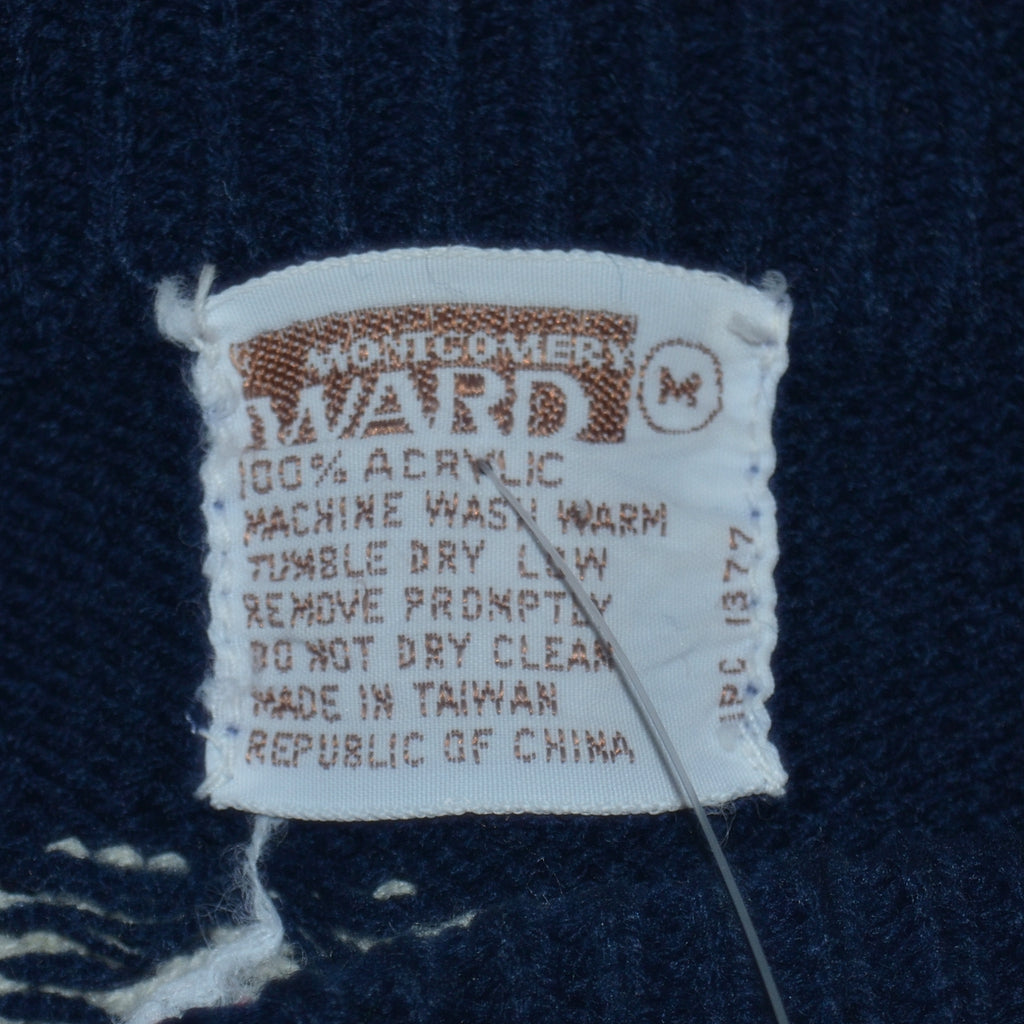 MONTGOMERY
WARD
M
100% ACRYLIC
MACHINE WASH WARM
TUMBLE DRY LOW
REMOVE PROMPTLY
DO NOT DRY CLEAN
MADE IN TAIWAN
REPUBLIC OF CHINA
JPC 1377